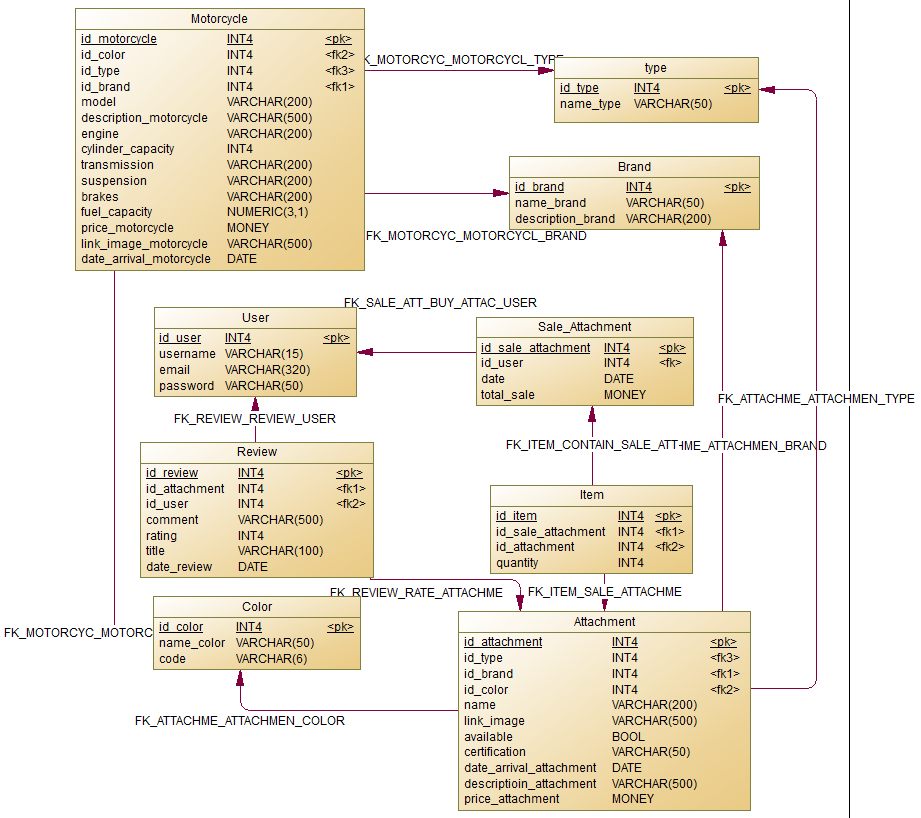 Motorcycle
id_motorcycle INT4 <pk>
id_color INT4 <fk2>
id_type INT4 <fk3>
id_brand INT4 <fk1>
model VARCHAR(200)
description_motorcycle VARCHAR(500)
engine VARCHAR(200)
cylinder_capacity INT4
transmission VARCHAR(200)
suspension VARCHAR(200)
brakes VARCHAR(200)
fuel_capacity NUMERIC(3,1)
price_motorcycle MONEY
link_image_motorcycle VARCHAR(500)
date_arrival_motorcycle DATE
K_MOTORCYC_MOTORCYCL_TYPE
type
id_type INT4 <pk>
name_type VARCHAR(50)
Brand
id_brand INT4 <pk>
name_brand VARCHAR(50)
description_brand VARCHAR(200)
FK_MOTORCYC_MOTORCYCL_BRAND
FK_SALE_ATT_BUY_ATTAC_USER
User
id_user INT4 <pk>
username VARCHAR(15)
email VARCHAR(320)
password VARCHAR(50)
Sale_Attachment
id_sale_attachment INT4 <pk>
id_user INT4 <fk>
date DATE
total_sale MONEY
FK_ATTACHME_ATTACHMEN_TYPE
FK_REVIEW_REVIEW_USER
FK_ITEM_CONTAIN_SALE_ATT
HME_ATTACHMEN_BRAND
Review
id_review INT4 <pk>
id_attachment INT4 <fk1>
id_user INT4 <fk2>
comment VARCHAR(500)
rating INT4
title VARCHAR(100)
date_review DATE
Item
id_item INT4 <pk>
id_sale_attachment INT4 <fk1>
id_attachment INT4 <fk2>
quantity INT4
FK_REVIEW_RATE_ATTACHME
FK_ITEM_SALE_ATTACHME
Color
id_color INT4 <pk>
name_color VARCHAR(50)
code VARCHAR(6)
FK_MOTORCYC_MOTORC
Attachment
id_attachment INT4 <pk>
id_type INT4 <fk3>
id_brand INT4 <fk1>
id_color INT4 <fk2>
name VARCHAR(200)
link_image VARCHAR(500)
available BOOL
certification VARCHAR(50)
date_arrival_attachment DATE
descriptioin_attachment VARCHAR(500)
price_attachment MONEY
FK_ATTACHME_ATTACHMEN_COLOR